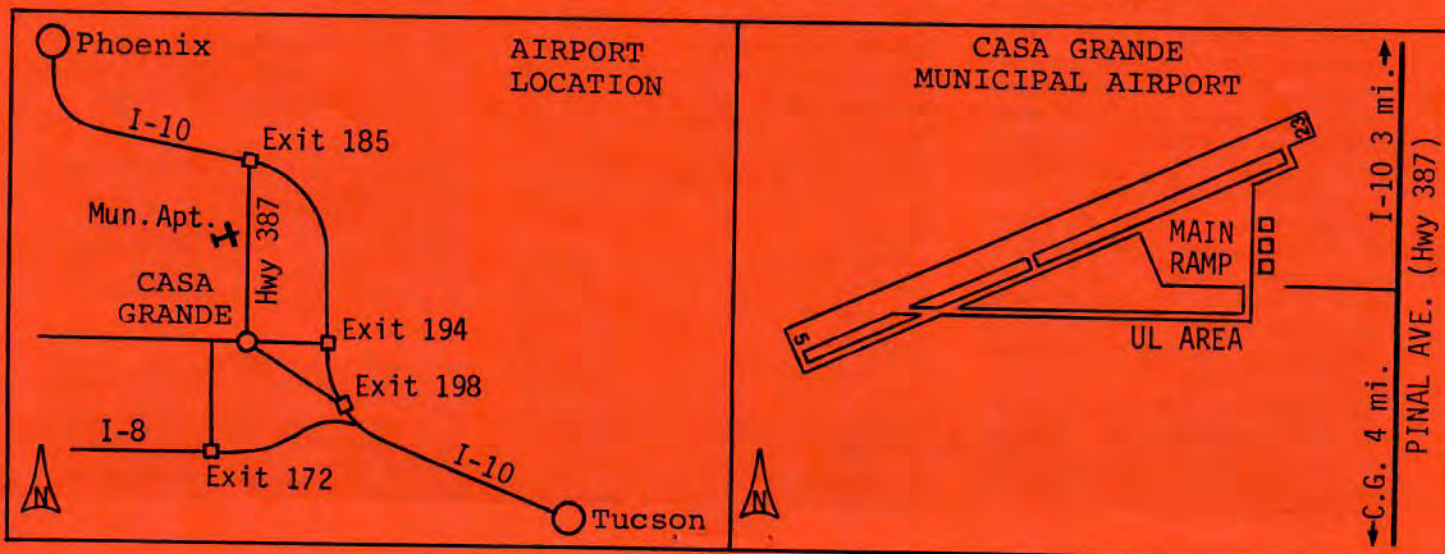 Phoenix
AIRPORT
LOCATION
I-10
Exit 185
Mun. Apt.
Hwy 387
CASA
GRANDE
Exit 194
Exit 198
I-8
Exit 172
I-10
N
Tucson
CASA GRANDE
MUNICIPAL AIRPORT
23
MAIN
RAMP
5
UL AREA
N
C.G. 4 mi.
I-10 3 mi.
PINAL AVE. (Hwy 387)